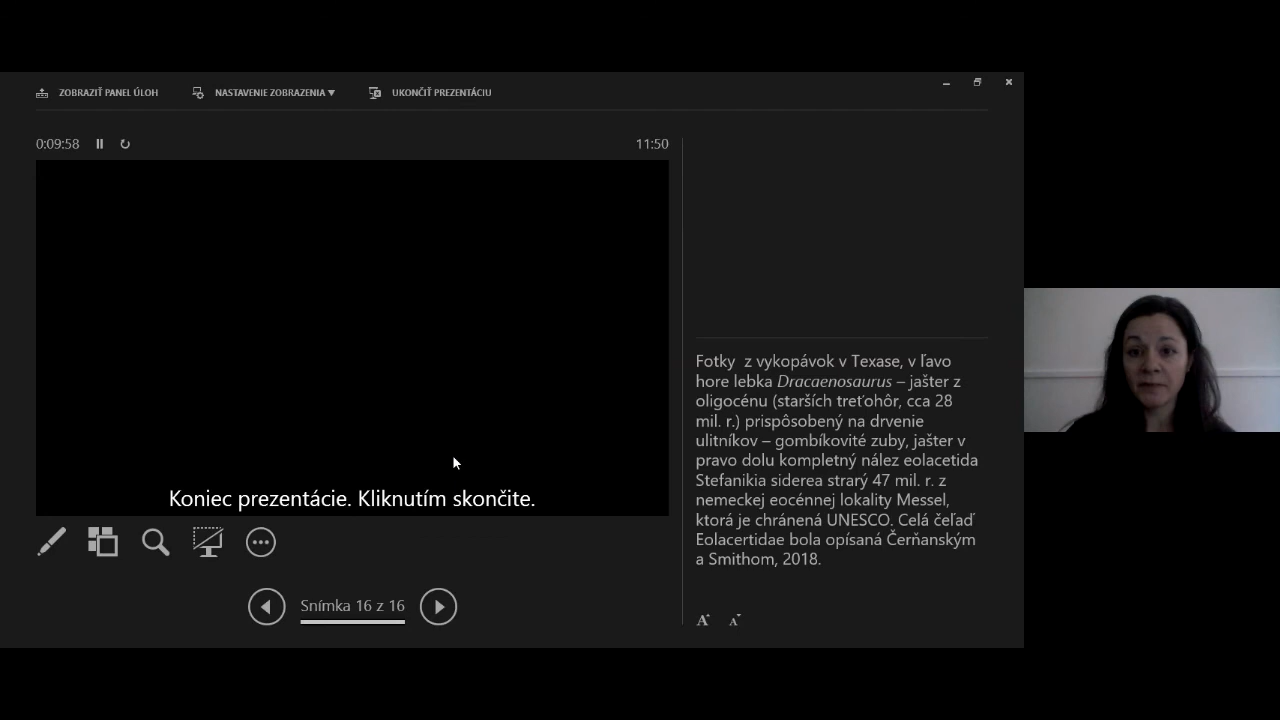 ZOBRAZIŤ PANEL ÚLOH
NASTAVENIE ZOBRAZENIA ▼
UKONČIŤ PREZENTÁCIU
0:09:58
11:50
Koniec prezentácie. Kliknutím skončite.
Snímka 16 z 16
Fotky  z vykopávok v Texase, v ľavo
hore lebka Dracaenosaurus – jašter z
oligocénu (starších treťohôr, cca 28
mil. r.) prispôsobený na drvenie
ulitníkov – gombíkovité zuby, jašter v
pravo dolu kompletný nález eolacetida
Stefanikia siderea strarý 47 mil. r. z
nemeckej eocénnej lokality Messel,
ktorá je chránená UNESCO. Celá čeľaď
Eolacertidae bola opísaná Čerňanským
a Smithom, 2018.
A A